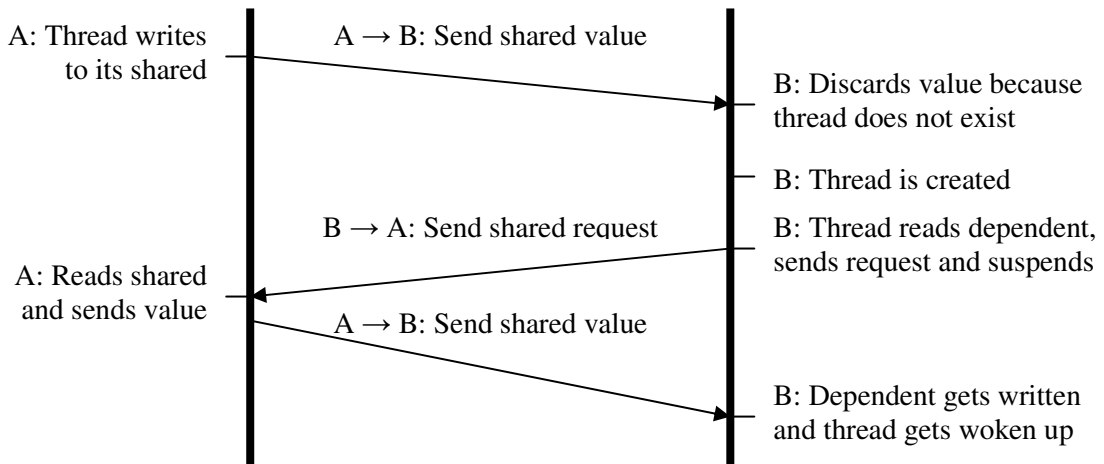 A: Thread writes
to its shared
A → B: Send shared value
B: Discards value because
thread does not exist
B: Thread is created
B → A: Send shared request
B: Thread reads dependent,
sends request and suspends
A: Reads shared
and sends value
A → B: Send shared value
B: Dependent gets written
and thread gets woken up